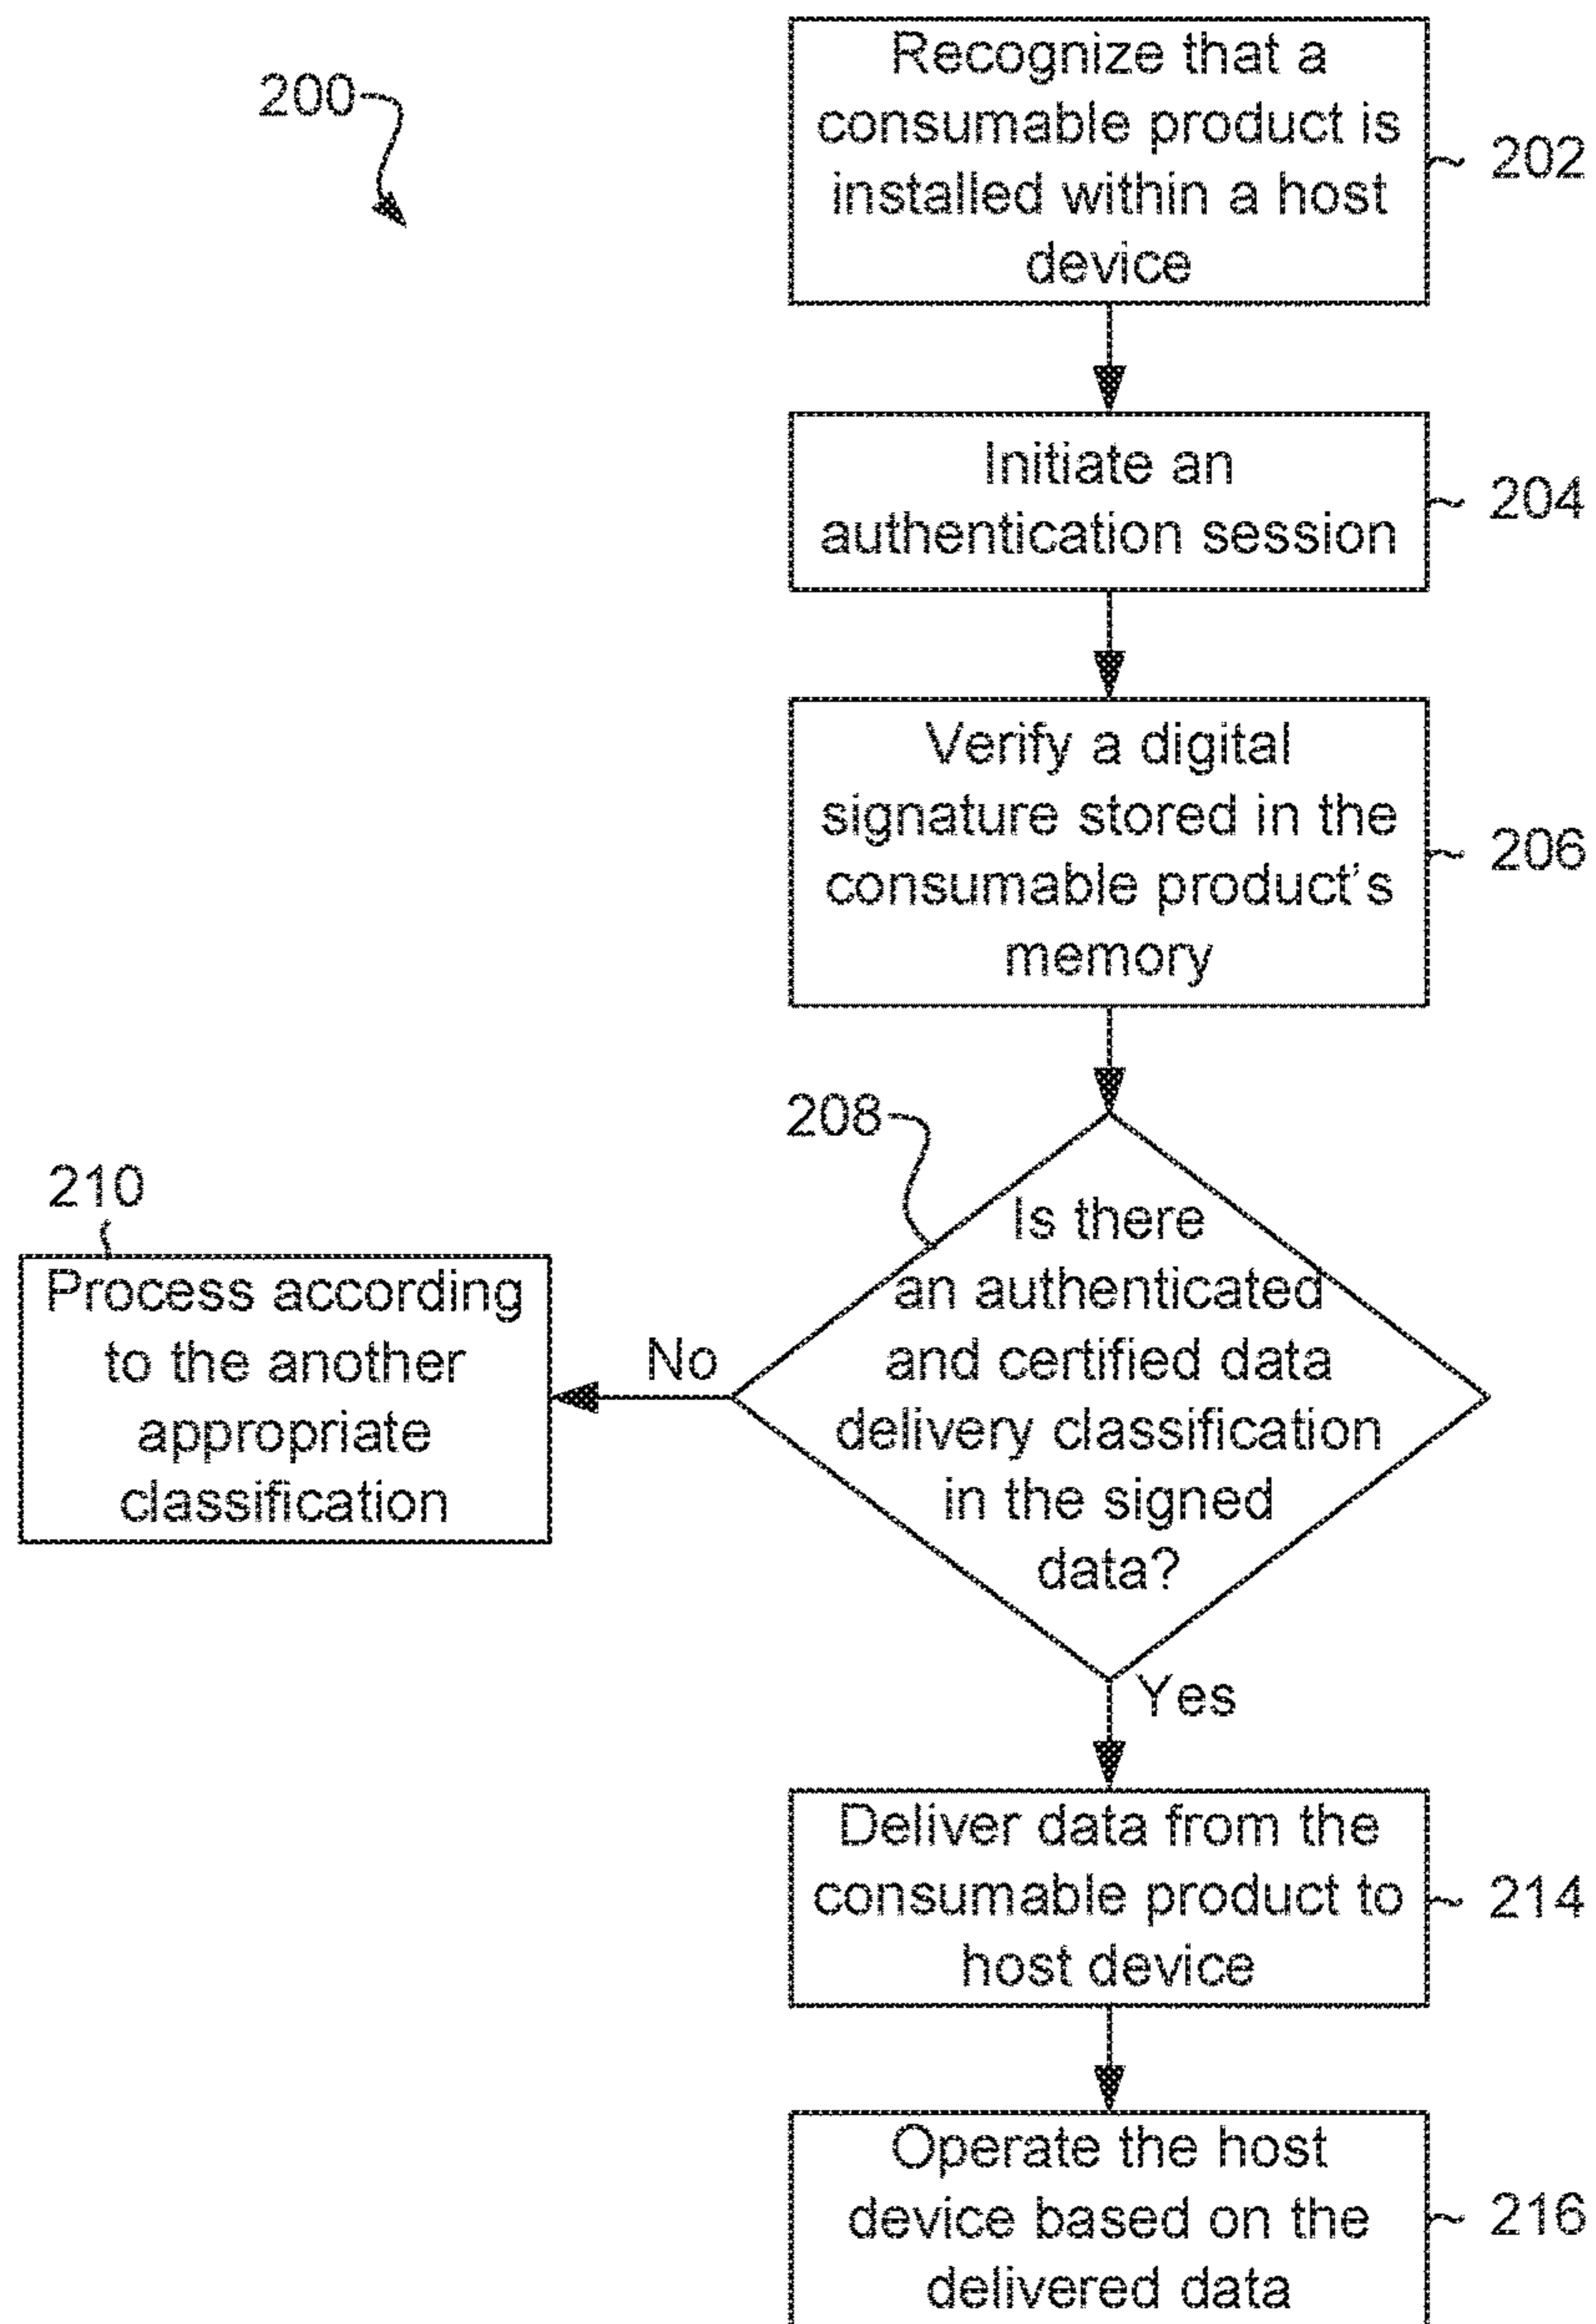 200
Recognize that a
consumable product is
installed within a host
device
202
Initiate an
authentication session
204
Verify a digital
signature stored in the
consumable product's
memory
206
208
Is there
an authenticated
and certified data
delivery classification
in the signed
data?
No
210
Process according
to the another
appropriate
classification
Yes
Deliver data from the
consumable product to
host device
214
Operate the host
device based on the
delivered data
216